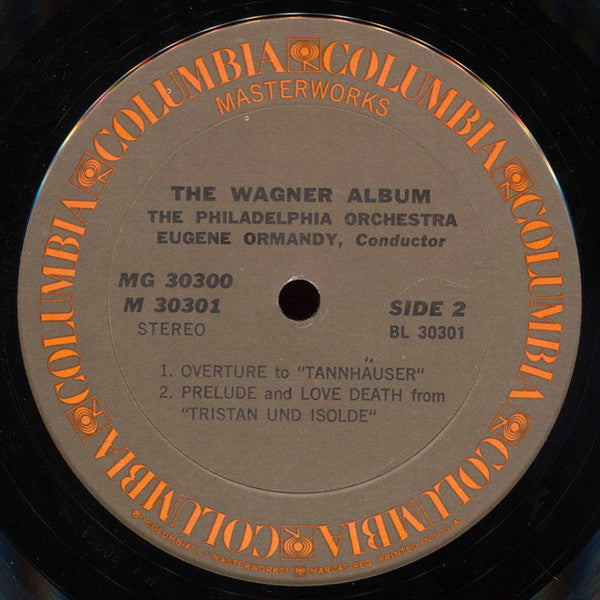 COLUMBIA COLUMBIA COLUMBIA COLUMBIA COLUMBIA COLUMBIA COLUMBIA COLUMBIA
MASTERWORKS
THE WAGNER ALBUM
THE PHILADELPHIA ORCHESTRA
EUGENE ORMANDY, Conductor
MG 30300
M 30301
STEREO
SIDE 2
BL 30301
1. OVERTURE to "TANNHÄUSER"
2. PRELUDE and LOVE DEATH from
"TRISTAN UND ISOLDE"
℗"COLUMBIA", "MASTERWORKS" MARCAS REG. PRINTED IN U.S.A.